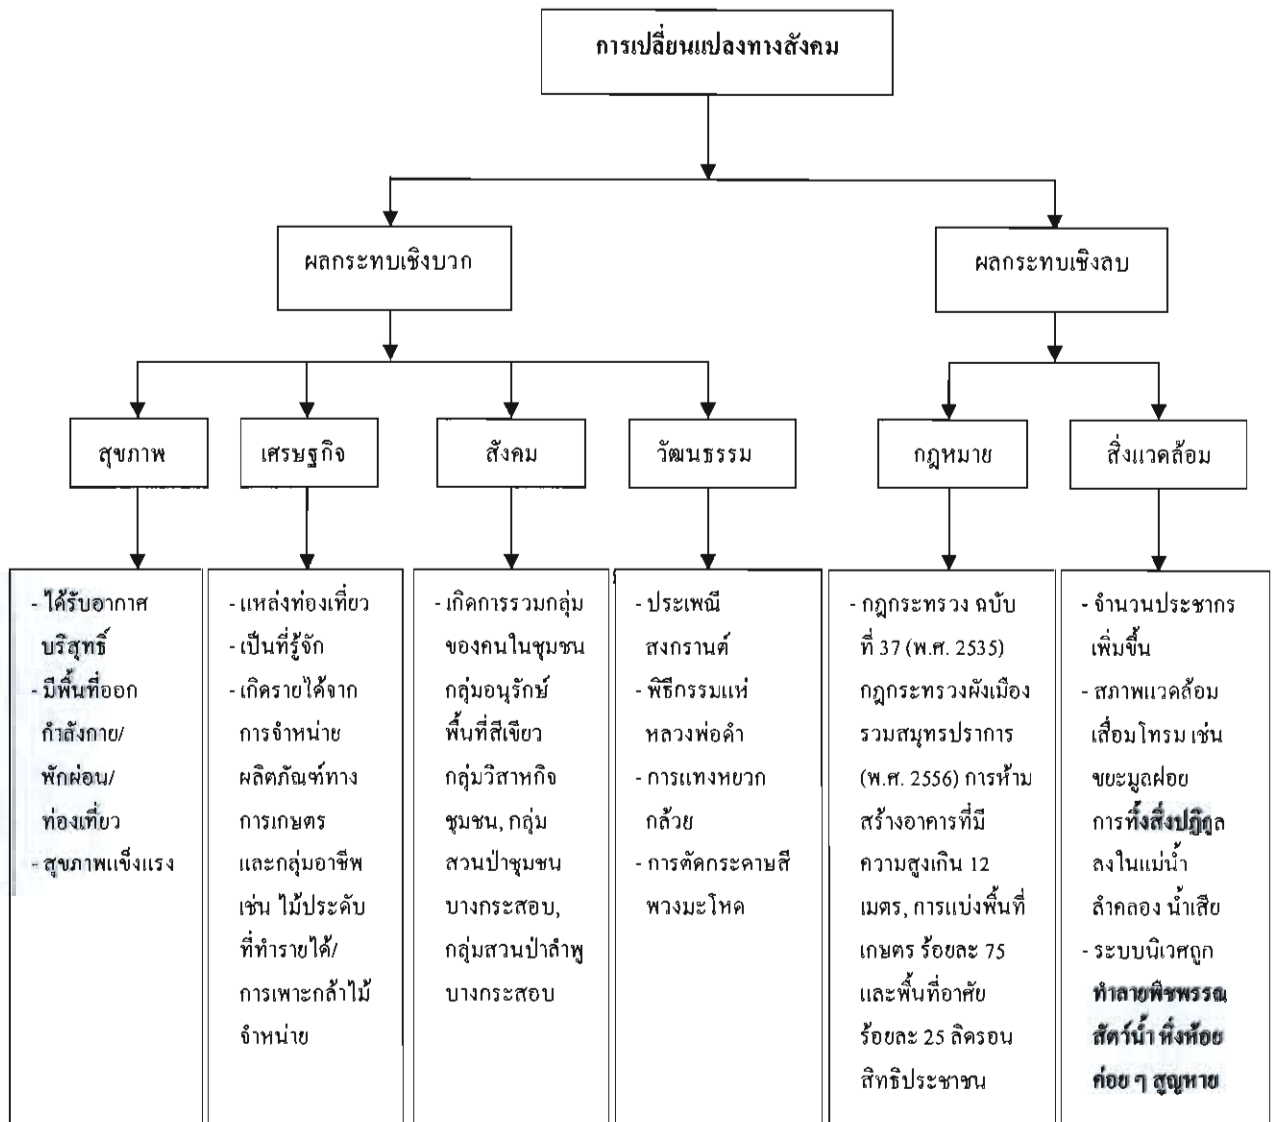 การเปลี่ยนแปลงทางสังคม
ผลกระทบเชิงบวก
ผลกระทบเชิงลบ
สุขภาพ
เศรษฐกิจ
สังคม
วัฒนธรรม
กฎหมาย
สิ่งแวดล้อม
- ได้รับอากาศ
บริสุทธิ์
- มีพื้นที่ออก
กำลังกาย/
พักผ่อน/
ท่องเที่ยว
- สุขภาพแข็งแรง
- แหล่งท่องเที่ยว
- เป็นที่รู้จัก
- เกิดรายได้จาก
การจำหน่าย
ผลิตภัณฑ์ทาง
การเกษตร
และกลุ่มอาชีพ
เช่น ไม้ประดับ
ที่ทำรายได้/
การเพาะกล้าไม้
จำหน่าย
- เกิดการรวมกลุ่ม
ของคนในชุมชน
กลุ่มอนุรักษ์
พื้นที่สีเขียว
กลุ่มวิสาหกิจ
ชุมชน, กลุ่ม
สวนป่าชุมชน
บางกระสอบ,
กลุ่มสวนป่าลำพู
บางกระสอบ
- ประเพณี
สงกรานต์
- พิธีกรรมแห่
หลวงพ่อดำ
- การแทงหยวก
กล้วย
- การตัดกระดาษสี
พวงมะโหด
- กฎกระทรวง ฉบับ
ที่ 37 (พ.ศ. 2535)
กฎกระทรวงผังเมือง
รวมสมุทรปราการ
(พ.ศ. 2556) การห้าม
สร้างอาคารที่มี
ความสูงเกิน 12
เมตร, การแบ่งพื้นที่
เกษตร ร้อยละ 75
และพื้นที่อาศัย
ร้อยละ 25 ลิดรอน
สิทธิประชาชน
- จำนวนประชากร
เพิ่มขึ้น
- สภาพแวดล้อม
เสื่อมโทรม เช่น
ขยะมูลฝอย
การทิ้งสิ่งปฏิกูล
ลงในแม่น้ำ
ลำคลอง น้ำเสีย
- ระบบนิเวศถูก
ทำลายพืชพรรณ
สัตว์น้ำ หิ่งห้อย
ค่อย ๆ สูญหาย